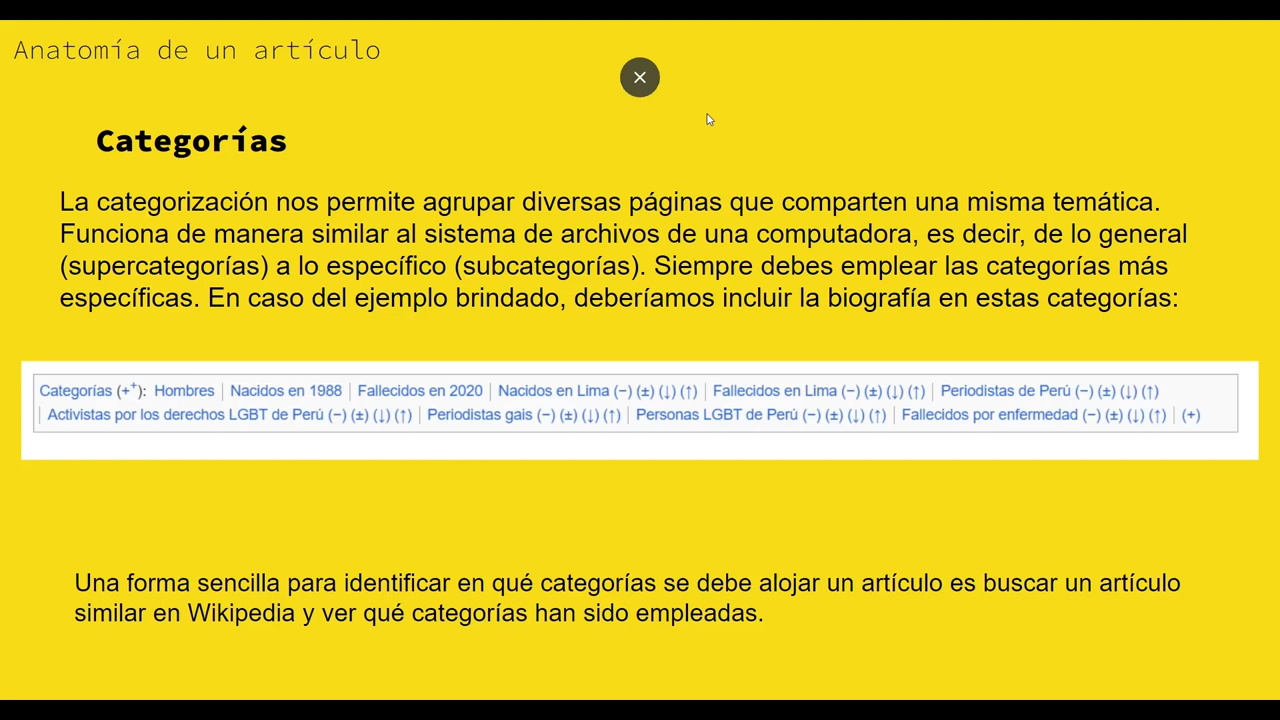 Anatomía de un artículo
Categorías
La categorización nos permite agrupar diversas páginas que comparten una misma temática.
Funciona de manera similar al sistema de archivos de una computadora, es decir, de lo general
(supercategorías) a lo específico (subcategorías). Siempre debes emplear las categorías más
específicas. En caso del ejemplo brindado, deberíamos incluir la biografía en estas categorías:
Categorías (+⁺): Hombres | Nacidos en 1988 | Fallecidos en 2020 | Nacidos en Lima (−) (±) (↓) (↑) | Fallecidos en Lima (−) (±) (↓) (↑) | Periodistas de Perú (−) (±) (↓) (↑)
| Activistas por los derechos LGBT de Perú (−) (±) (↓) (↑) | Periodistas gais (−) (±) (↓) (↑) | Personas LGBT de Perú (−) (±) (↓) (↑) | Fallecidos por enfermedad (−) (±) (↓) (↑) | (+)
Una forma sencilla para identificar en qué categorías se debe alojar un artículo es buscar un artículo
similar en Wikipedia y ver qué categorías han sido empleadas.